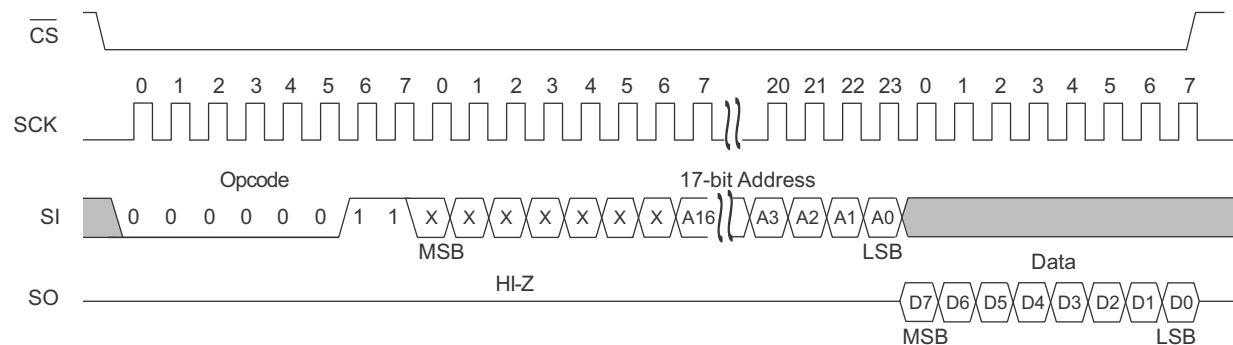 CS
0 1 2 3 4 5 6 7 0 1 2 3 4 5 6 7 20 21 22 23 0 1 2 3 4 5 6 7
SCK
Opcode 17-bit Address
SI 0 0 0 0 0 0 1 1 X X X X X X X A16 A3 A2 A1 A0
MSB LSB
HI-Z Data
SO D7 D6 D5 D4 D3 D2 D1 D0
MSB LSB